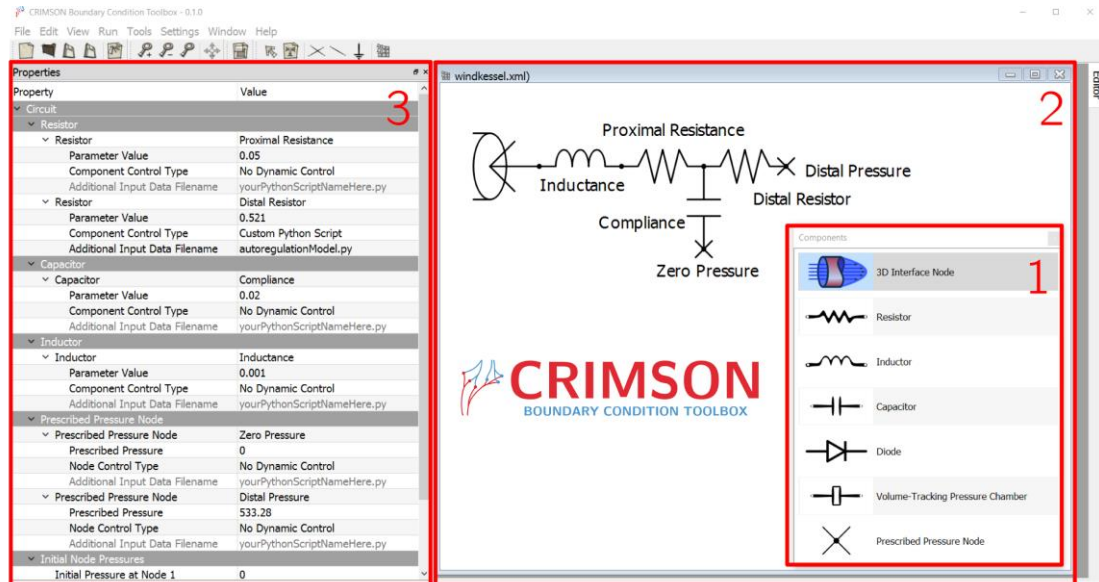 CRIMSON Boundary Condition Toolbox - 0.1.0
File Edit View Run Tools Settings Window Help
Properties
Property Value
3
Circuit
Resistor
Resistor Proximal Resistance
Parameter Value 0.05
Component Control Type No Dynamic Control
Additional Input Data Filename yourPythonScriptNameHere.py
Resistor Distal Resistor
Parameter Value 0.521
Component Control Type Custom Python Script
Additional Input Data Filename autoregulationModel.py
Capacitor
Capacitor Compliance
Parameter Value 0.02
Component Control Type No Dynamic Control
Additional Input Data Filename yourPythonScriptNameHere.py
Inductor
Inductor Inductance
Parameter Value 0.001
Component Control Type No Dynamic Control
Additional Input Data Filename yourPythonScriptNameHere.py
Prescribed Pressure Node
Prescribed Pressure Node Zero Pressure
Prescribed Pressure 0
Node Control Type No Dynamic Control
Additional Input Data Filename yourPythonScriptNameHere.py
Prescribed Pressure Node Distal Pressure
Prescribed Pressure 533.28
Node Control Type No Dynamic Control
Additional Input Data Filename yourPythonScriptNameHere.py
Initial Node Pressures
Initial Pressure at Node 1 0
windkessel.xml)
2
Editor
Proximal Resistance
Distal Pressure
Inductance
Distal Resistor
Compliance
Zero Pressure
CRIMSON
BOUNDARY CONDITION TOOLBOX
Components
1
3D Interface Node
Resistor
Inductor
Capacitor
Diode
Volume-Tracking Pressure Chamber
Prescribed Pressure Node